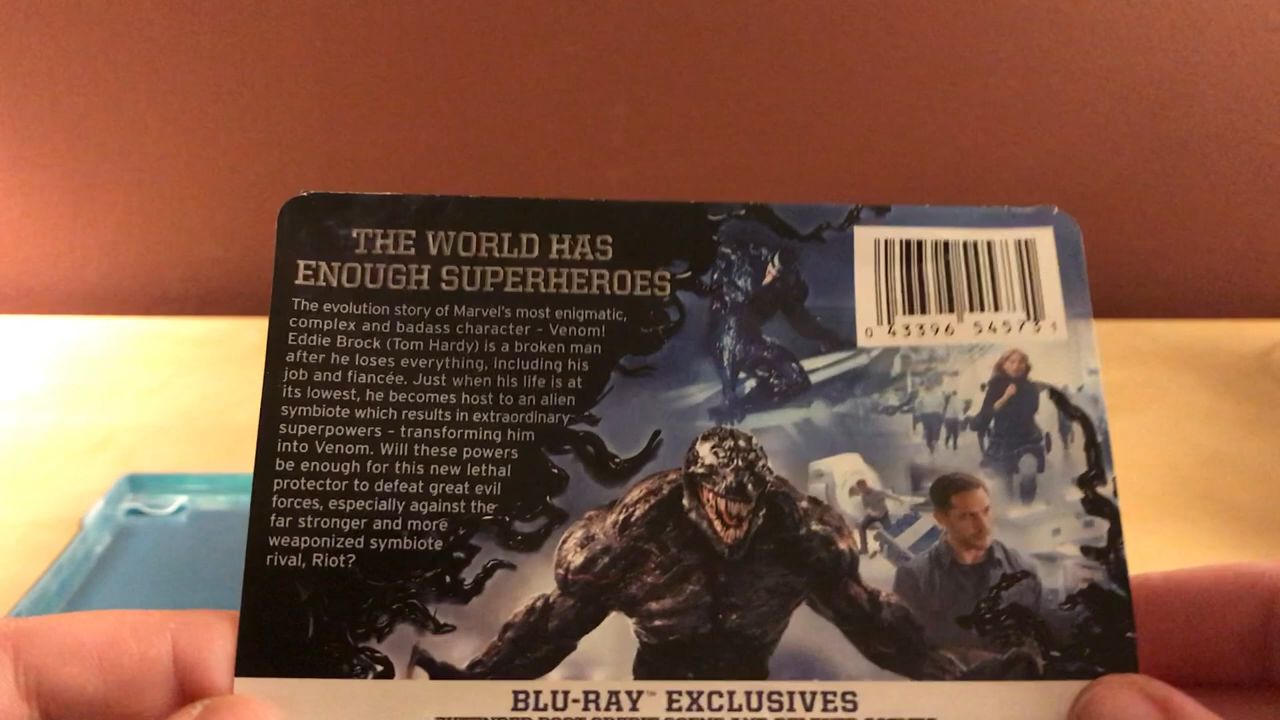 THE WORLD HAS
ENOUGH SUPERHEROES
The evolution story of Marvel's most enigmatic,
complex and badass character - Venom!
Eddie Brock (Tom Hardy) is a broken man
after he loses everything, including his
job and fiancée. Just when his life is at
its lowest, he becomes host to an alien
symbiote which results in extraordinary
superpowers - transforming him
into Venom. Will these powers
be enough for this new lethal
protector to defeat great evil
forces, especially against the
far stronger and more
weaponized symbiote
rival, Riot?
0 43396 54573 1
BLU-RAY™ EXCLUSIVES